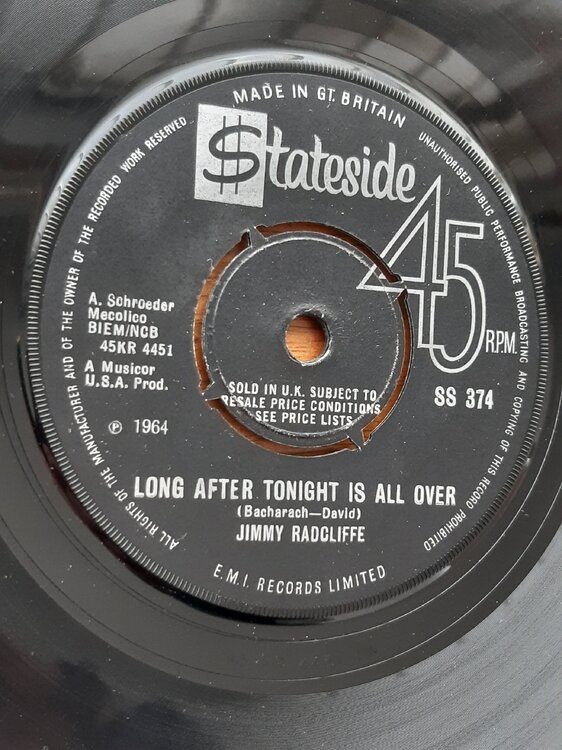 MADE IN GT. BRITAIN
$tateside
45
R.P.M.
SS 374
A. Schroeder
Mecolico
BIEM/NCB
45KR 4451
A Musicor
U.S.A. Prod.
℗ 1964
SOLD IN U.K. SUBJECT TO
RESALE PRICE CONDITIONS
SEE PRICE LISTS
LONG AFTER TONIGHT IS ALL OVER
(Bacharach—David)
JIMMY RADCLIFFE
E.M.I. RECORDS LIMITED
ALL RIGHTS OF THE MANUFACTURER AND OF THE OWNER OF THE RECORDED WORK RESERVED
UNAUTHORISED PUBLIC PERFORMANCE BROADCASTING AND COPYING OF THIS RECORD PROHIBITED